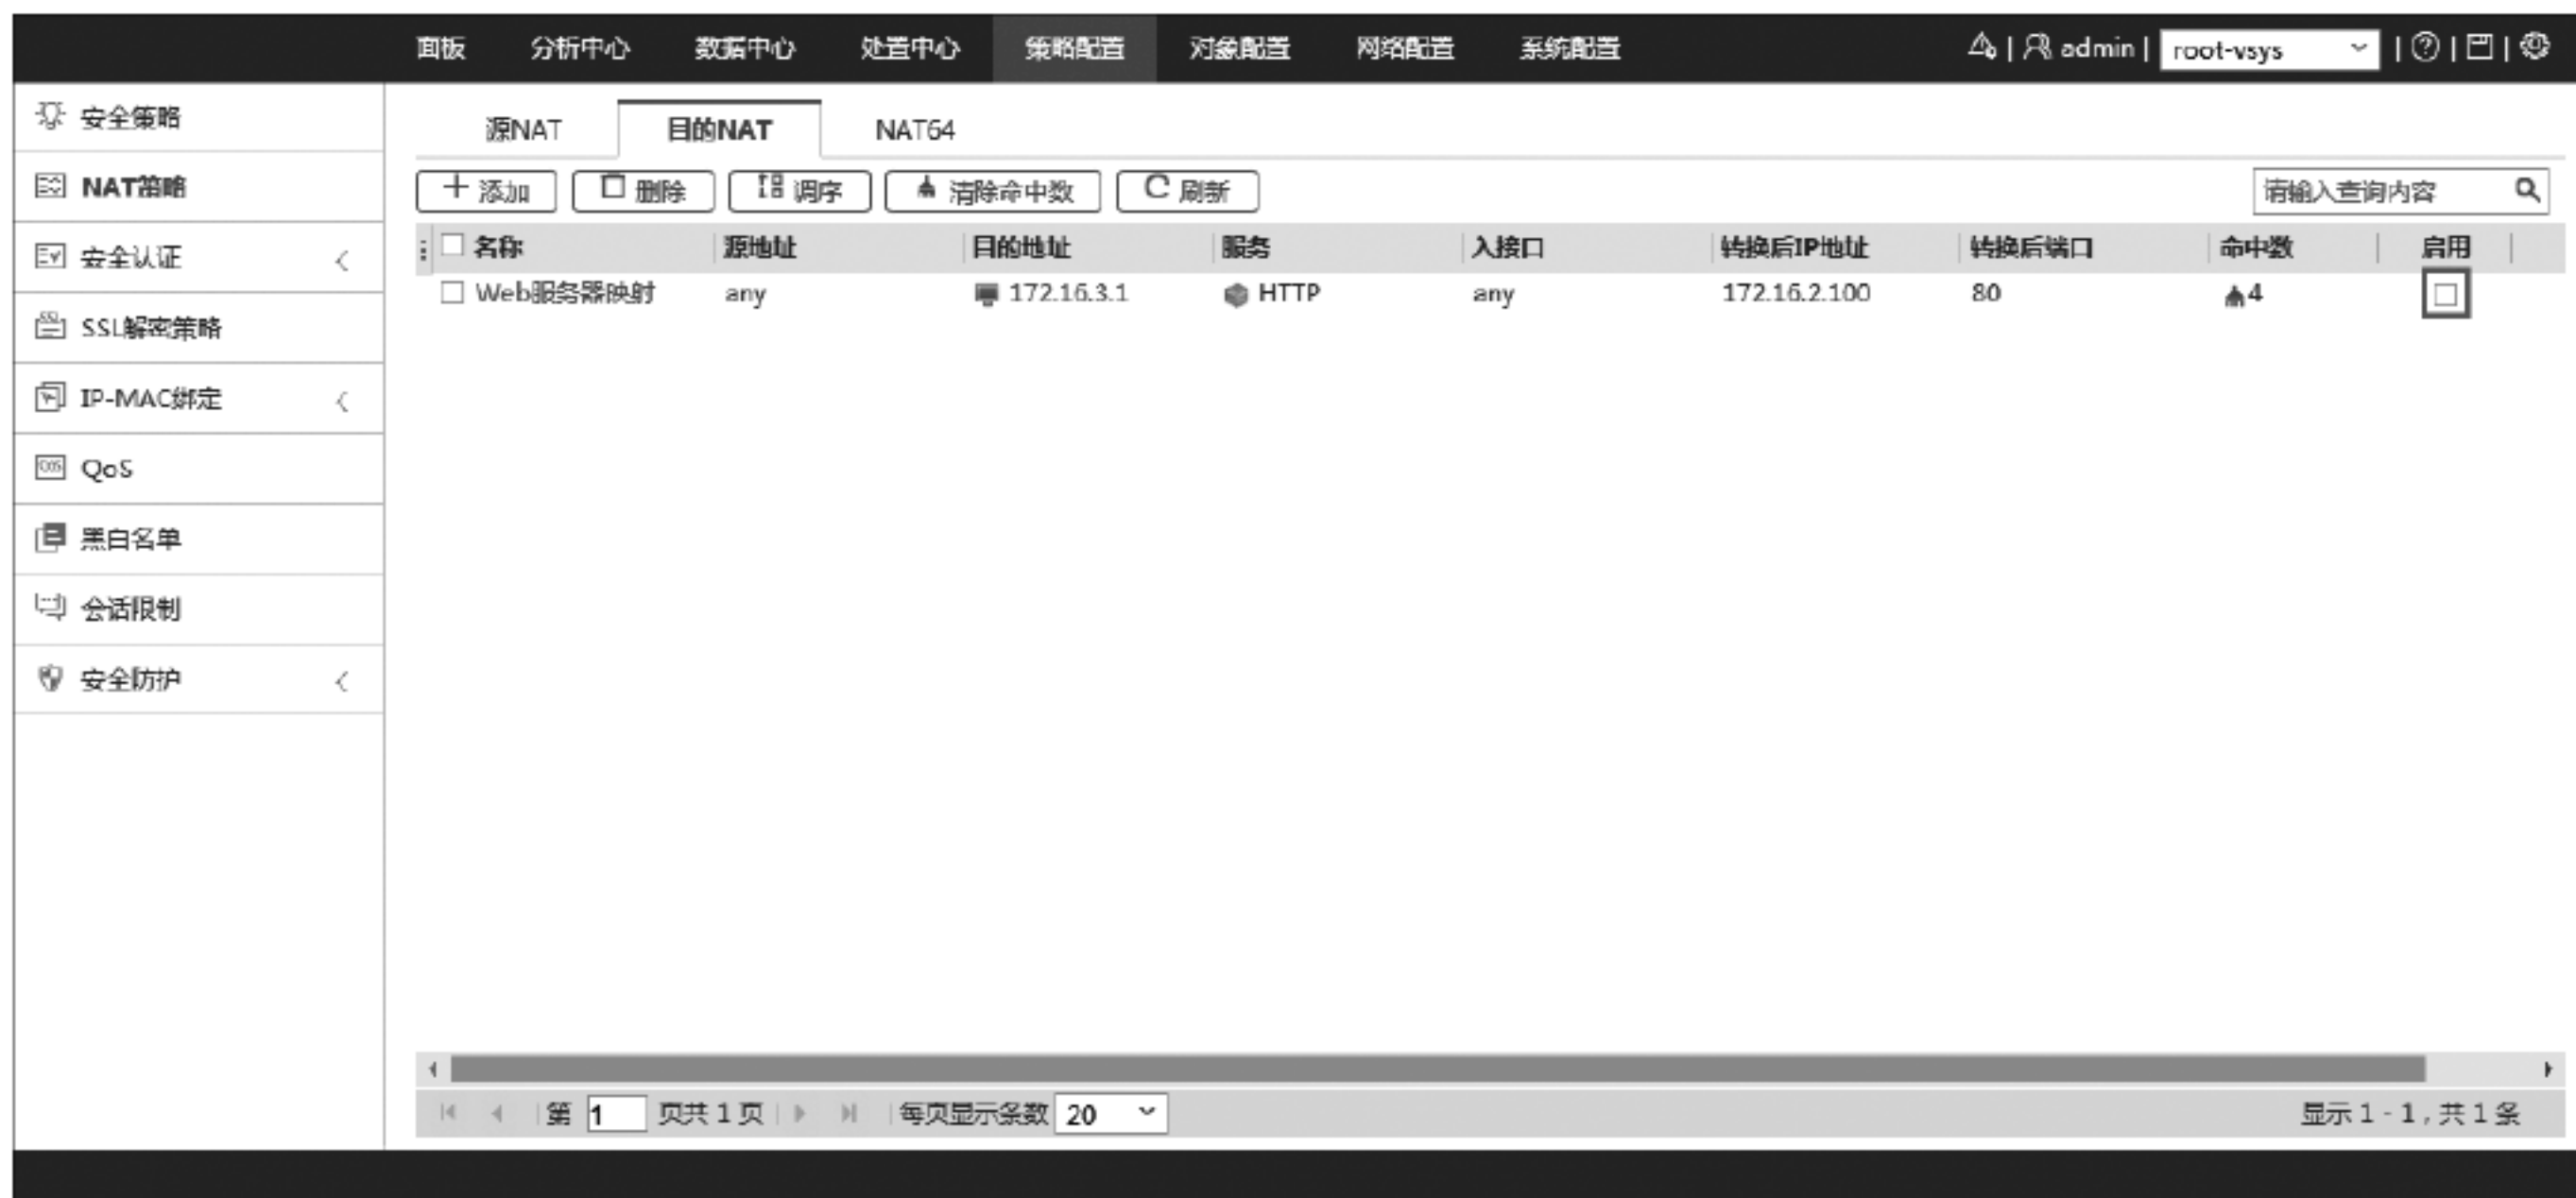 面板 分析中心 数据中心 处置中心 策略配置 对象配置 网络配置 系统配置 admin root-vsys
安全策略
NAT策略
安全认证
SSL解密策略
IP-MAC绑定
QoS
黑白名单
会话限制
安全防护
源NAT 目的NAT NAT64
添加 删除 调序 清除命中数 刷新 请输入查询内容
名称 源地址 目的地址 服务 入接口 转换后IP地址 转换后端口 命中数 启用
Web服务器映射 any 172.16.3.1 HTTP any 172.16.2.100 80 4
第 1 页共 1 页 每页显示条数 20 显示 1 - 1 , 共 1 条